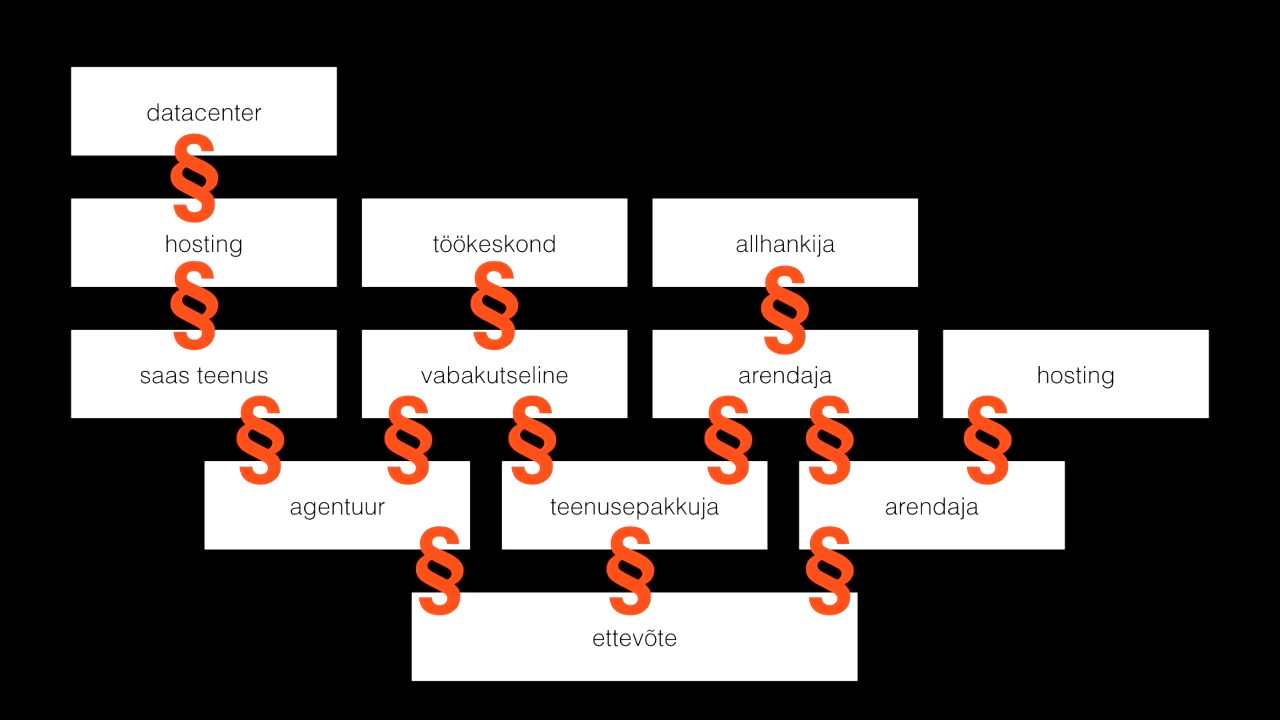 datacenter
§
hosting töökeskond allhankija
§ § §
saas teenus vabakutseline arendaja hosting
§ § § § § §
agentuur teenusepakkuja arendaja
§ § §
ettevõte